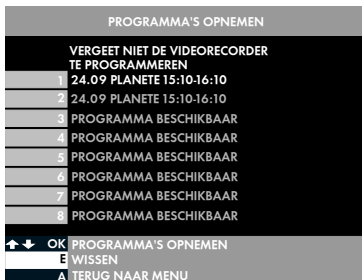 PROGRAMMA'S OPNEMEN
VERGEET NIET DE VIDEORECORDER
TE PROGRAMMEREN
1 24.09 PLANETE 15:10-16:10
2 24.09 PLANETE 15:10-16:10
3 PROGRAMMA BESCHIKBAAR
4 PROGRAMMA BESCHIKBAAR
5 PROGRAMMA BESCHIKBAAR
6 PROGRAMMA BESCHIKBAAR
7 PROGRAMMA BESCHIKBAAR
8 PROGRAMMA BESCHIKBAAR
OK PROGRAMMA'S OPNEMEN
E WISSEN
A TERUG NAAR MENU